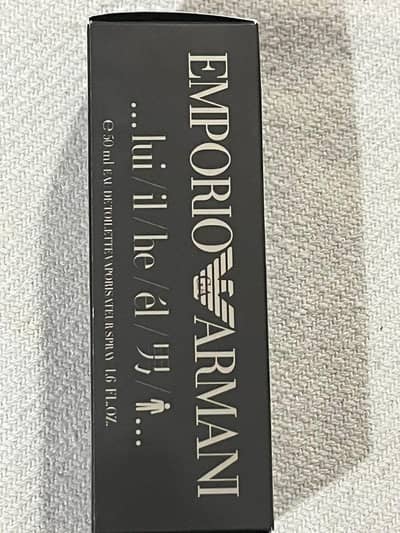 EMPORIO ARMANI
...lui/il/he/él/男/...
℮50 ml EAU DE TOILETTE VAPORISATEUR SPRAY 1.6 FL.OZ.